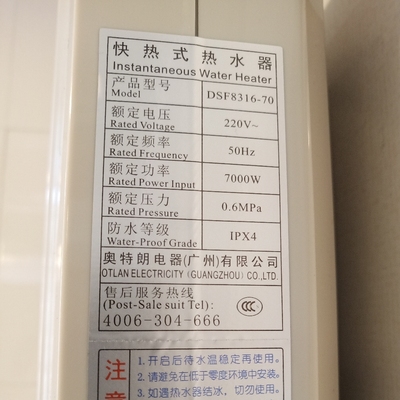 快热式热水器
Instantaneous Water Heater
产品型号 DSF8316-70
Model
额定电压 220V~
Rated Voltage
额定频率 50Hz
Rated Frequency
额定功率 7000W
Rated Power Input
额定压力 0.6MPa
Rated Pressure
防水等级 IPX4
Water-Proof Grade
奥特朗电器(广州)有限公司
OTLAN ELECTRICITY (GUANGZHOU) CO.,LTD.
售后服务热线
(Post-Sale suit Tel):
4006-304-666
CCC
注意
1. 开启后待水温稳定再使用。
2. 请避免在低于零度环境中安装。
3. 如遇热水器结冰，切勿使用。